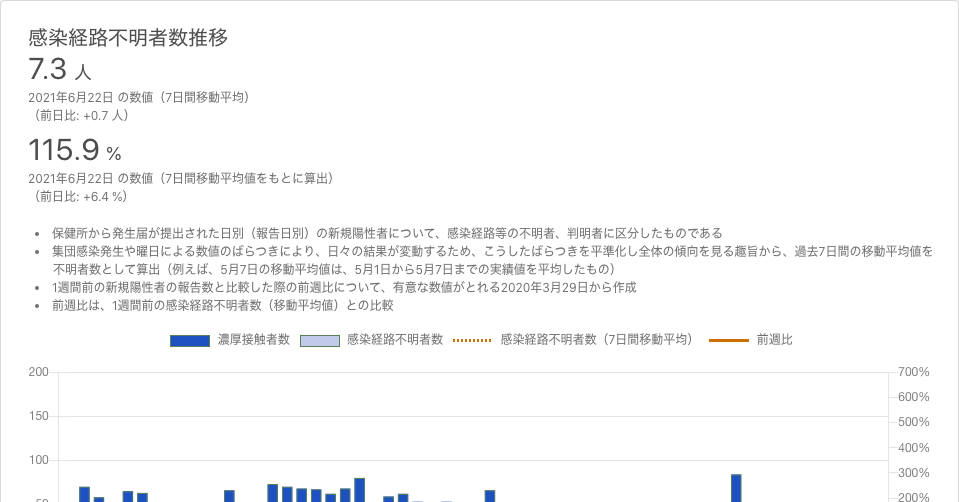 感染経路不明者数推移
7.3 人
2021年6月22日 の数値（7日間移動平均）
（前日比: +0.7 人）
115.9 %
2021年6月22日 の数値（7日間移動平均値をもとに算出）
（前日比: +6.4 %）
• 保健所から発生届が提出された日別（報告日別）の新規陽性者について、感染経路等の不明者、判明者に区分したものである
• 集団感染発生や曜日による数値のばらつきにより、日々の結果が変動するため、こうしたばらつきを平準化し全体の傾向を見る趣旨から、過去7日間の移動平均値を
不明者数として算出（例えば、5月7日の移動平均値は、5月1日から5月7日までの実績値を平均したもの）
• 1週間前の新規陽性者の報告数と比較した際の前週比について、有意な数値がとれる2020年3月29日から作成
• 前週比は、1週間前の感染経路不明者数（移動平均値）との比較
濃厚接触者数 感染経路不明者数 感染経路不明者数（7日間移動平均） 前週比
200 700%
600%
150 500%
400%
100 300%
50 200%